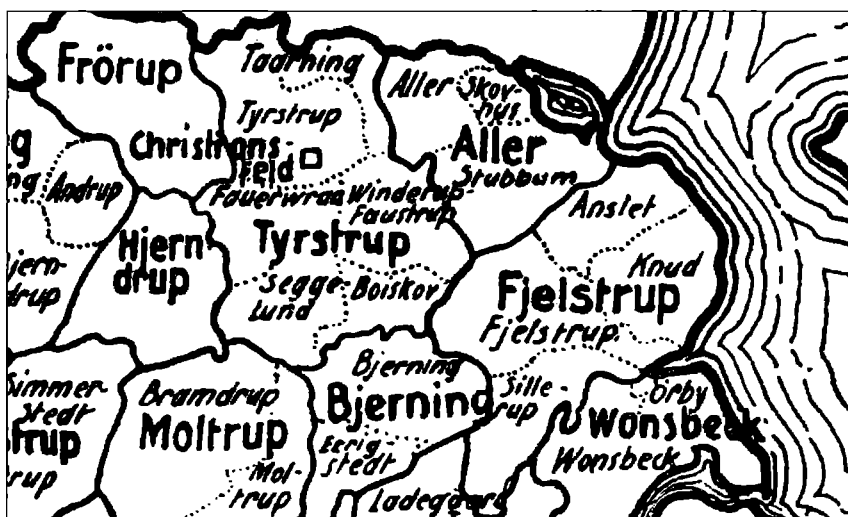 Frörup
Taarning
Aller
Skov-
hus
Tyrstrup
Christians-
feld
Aller
Stubbum
Andrup
Fauerwraa
Winderup
Faustrup
Anslet
Hjern-
drup
Tyrstrup
Knud
Segge-
lund
Boiskov
Fjelstrup
Fjelstrup
Simmer-
stedt
Bramdrup
Bjerning
Sille-
rup
Örby
Moltrup
Bjerning
Wonsbeck
Eerig-
stedt
Wonsbeck
Mol-
trup
Ladegaard